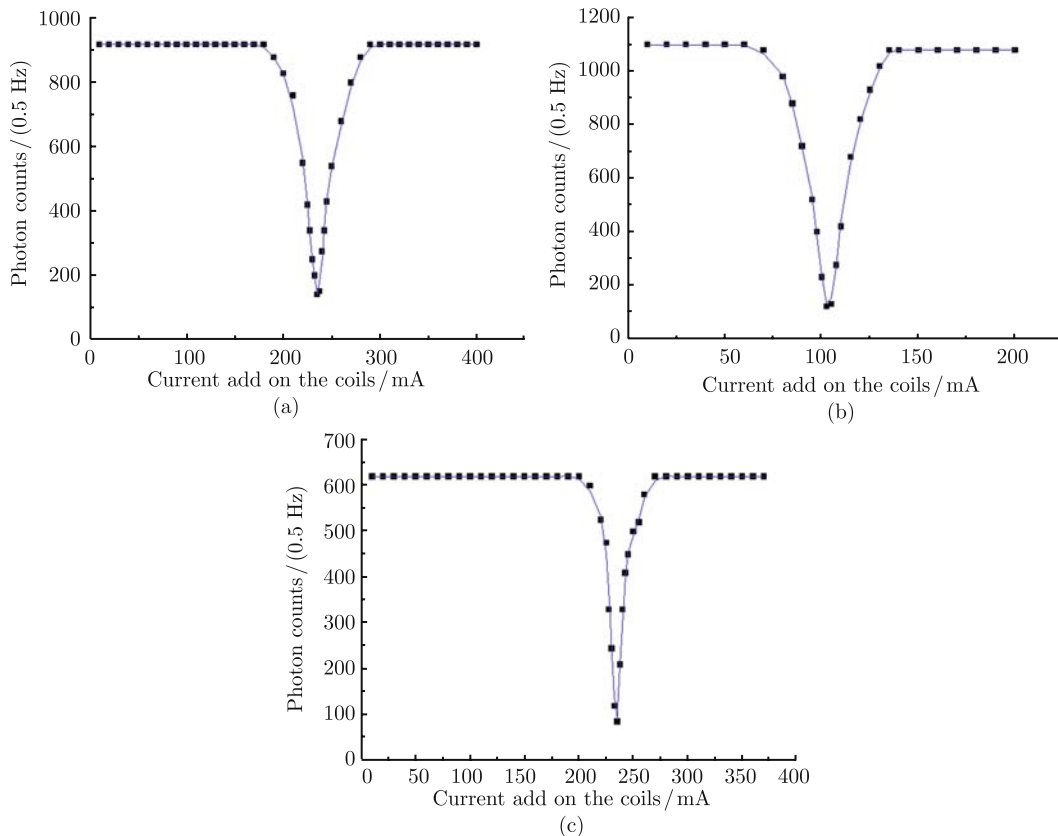 1000
800
600
400
200
0
Photon counts/(0.5 Hz)
0 100 200 300 400
Current add on the coils/mA
(a)
1200
1000
800
600
400
200
0
Photon counts/(0.5 Hz)
0 50 100 150 200
Current add on the coils/mA
(b)
700
600
500
400
300
200
100
0
Photon counts/(0.5 Hz)
0 50 100 150 200 250 300 350 400
Current add on the coils/mA
(c)